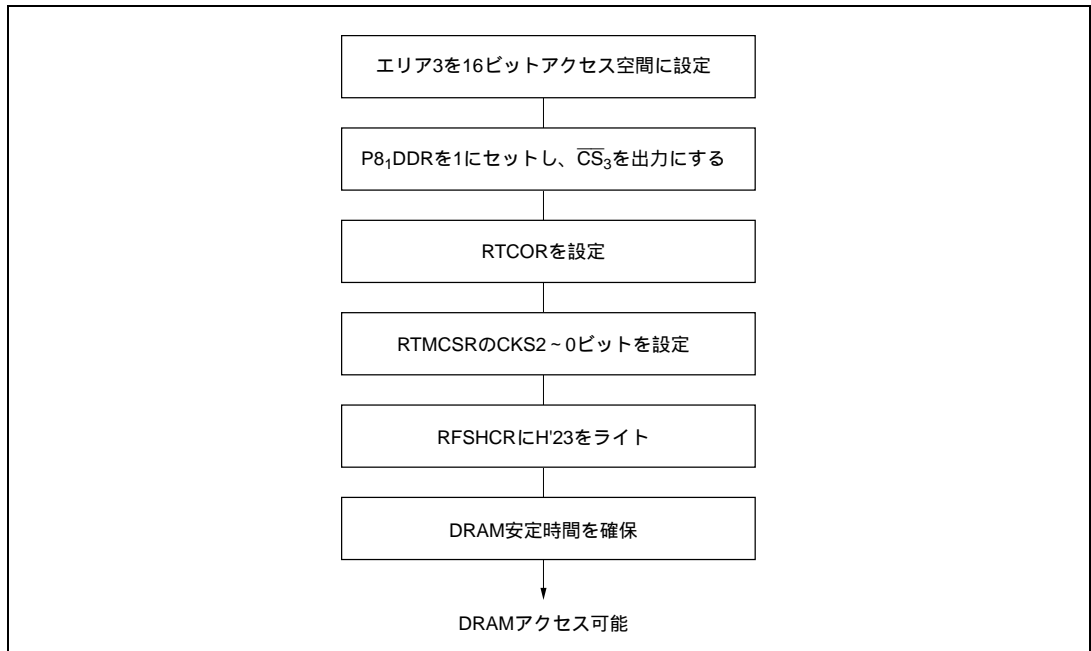 エリア3を16ビットアクセス空間に設定
P8₁DDRを1にセットし、C̅S̅₃を出力にする
RTCORを設定
RTMCSRのCKS2~0ビットを設定
RFSHCRにH'23をライト
DRAM安定時間を確保
DRAMアクセス可能